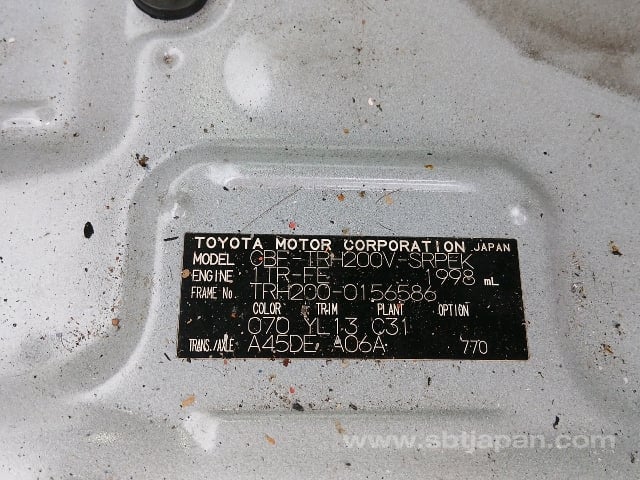 TOYOTA MOTOR CORPORATION JAPAN
MODEL CBF-TRH200V-SRPEK
ENGINE 1TR-FE 1998 mL
FRAME No. TRH200-0156586
COLOR TRIM PLANT OPTION
070 YL13 C31
TRANS./AXLE A45DE A06A 770
www.sbtjapan.com